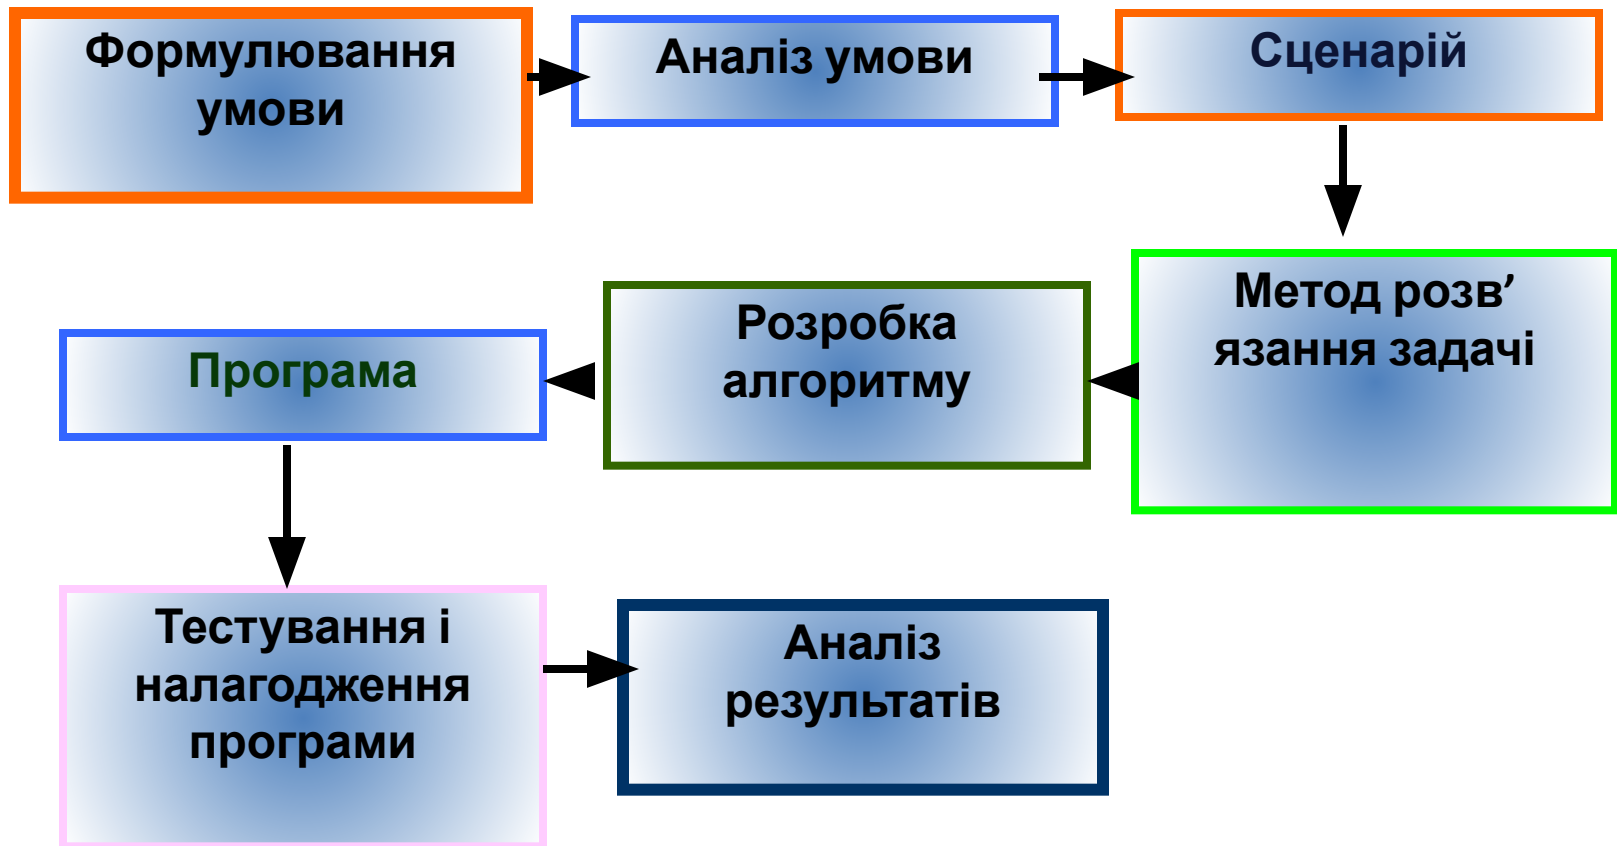 Формулювання
умови
Аналіз умови
Сценарій
Метод розв’
язання задачі
Розробка
алгоритму
Програма
Тестування і
налагодження
програми
Аналіз
результатів